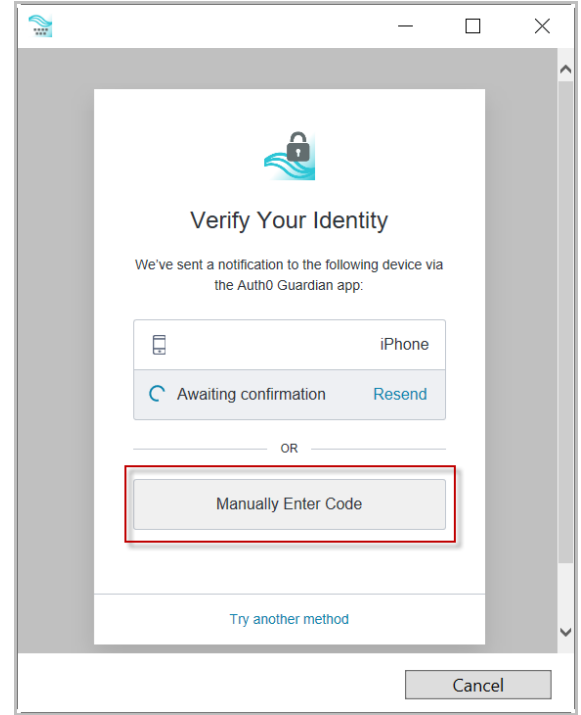 Verify Your Identity
We've sent a notification to the following device via
the Auth0 Guardian app:
iPhone
Awaiting confirmation Resend
OR
Manually Enter Code
Try another method
Cancel